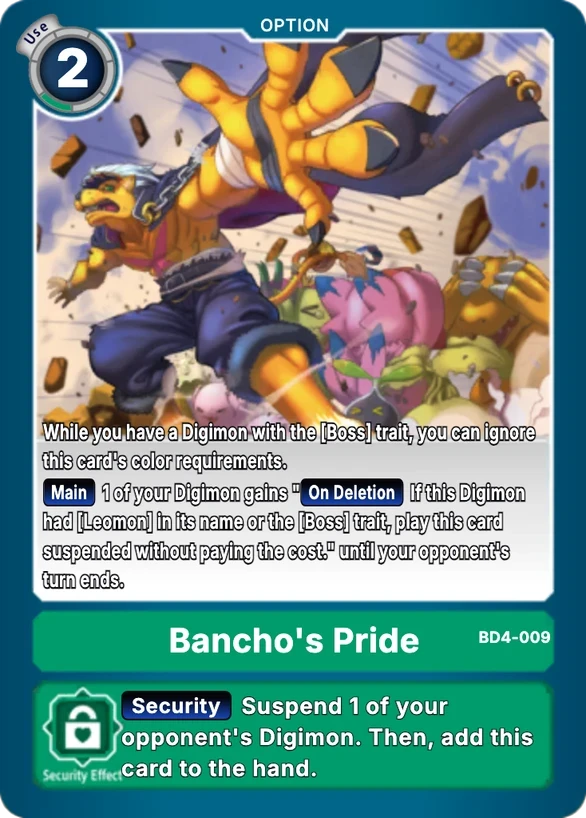 OPTION
Use
2
While you have a Digimon with the [Boss] trait, you can ignore
this card's color requirements.
Main 1 of your Digimon gains "On Deletion If this Digimon
had [Leomon] in its name or the [Boss] trait, play this card
suspended without paying the cost." until your opponent's
turn ends.
Bancho's Pride BD4-009
Security Suspend 1 of your
opponent's Digimon. Then, add this
card to the hand.
Security Effect